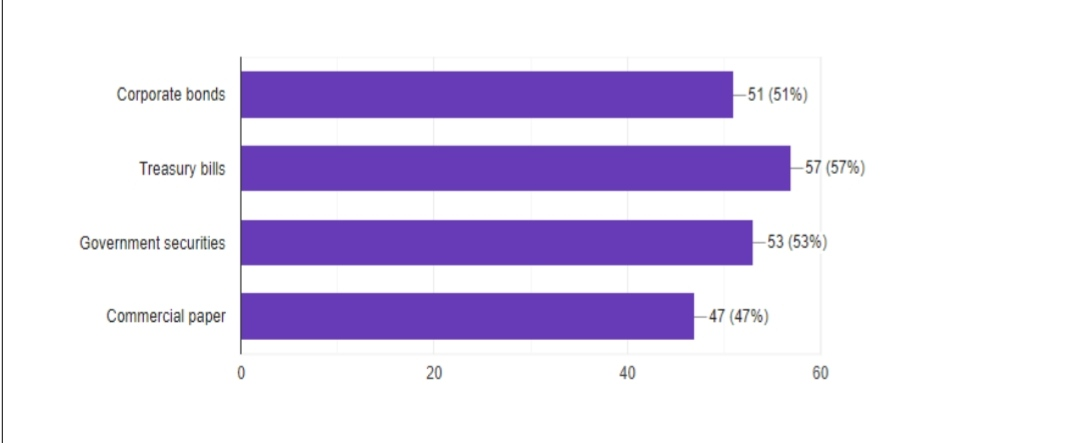 Corporate bonds 51 (51%)
Treasury bills 57 (57%)
Government securities 53 (53%)
Commercial paper 47 (47%)
0 20 40 60